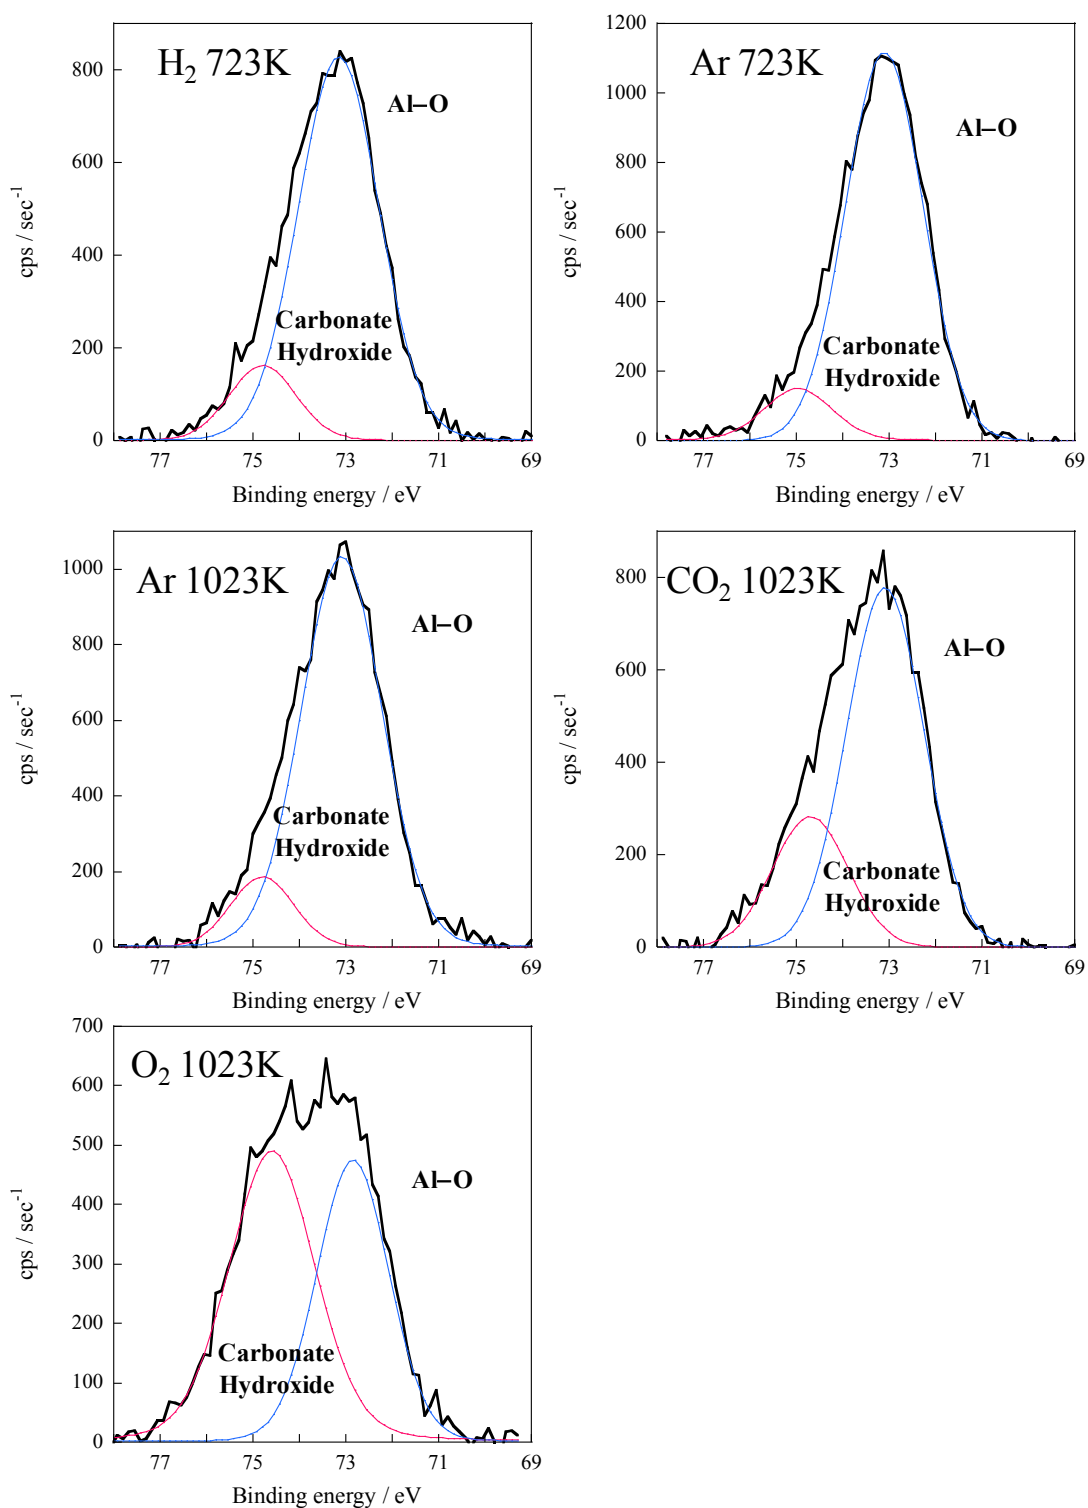 H2 723K
Al–O
Carbonate
Hydroxide
cps / sec-1
800
600
400
200
0
77
75
73
71
69
Binding energy / eV
Ar 723K
Al–O
Carbonate
Hydroxide
cps / sec-1
1200
1000
800
600
400
200
0
77
75
73
71
69
Binding energy / eV
Ar 1023K
Al–O
Carbonate
Hydroxide
cps / sec-1
1000
800
600
400
200
0
77
75
73
71
69
Binding energy / eV
CO2 1023K
Al–O
Carbonate
Hydroxide
cps / sec-1
800
600
400
200
0
77
75
73
71
69
Binding energy / eV
O2 1023K
Al–O
Carbonate
Hydroxide
cps / sec-1
700
600
500
400
300
200
100
0
77
75
73
71
69
Binding energy / eV